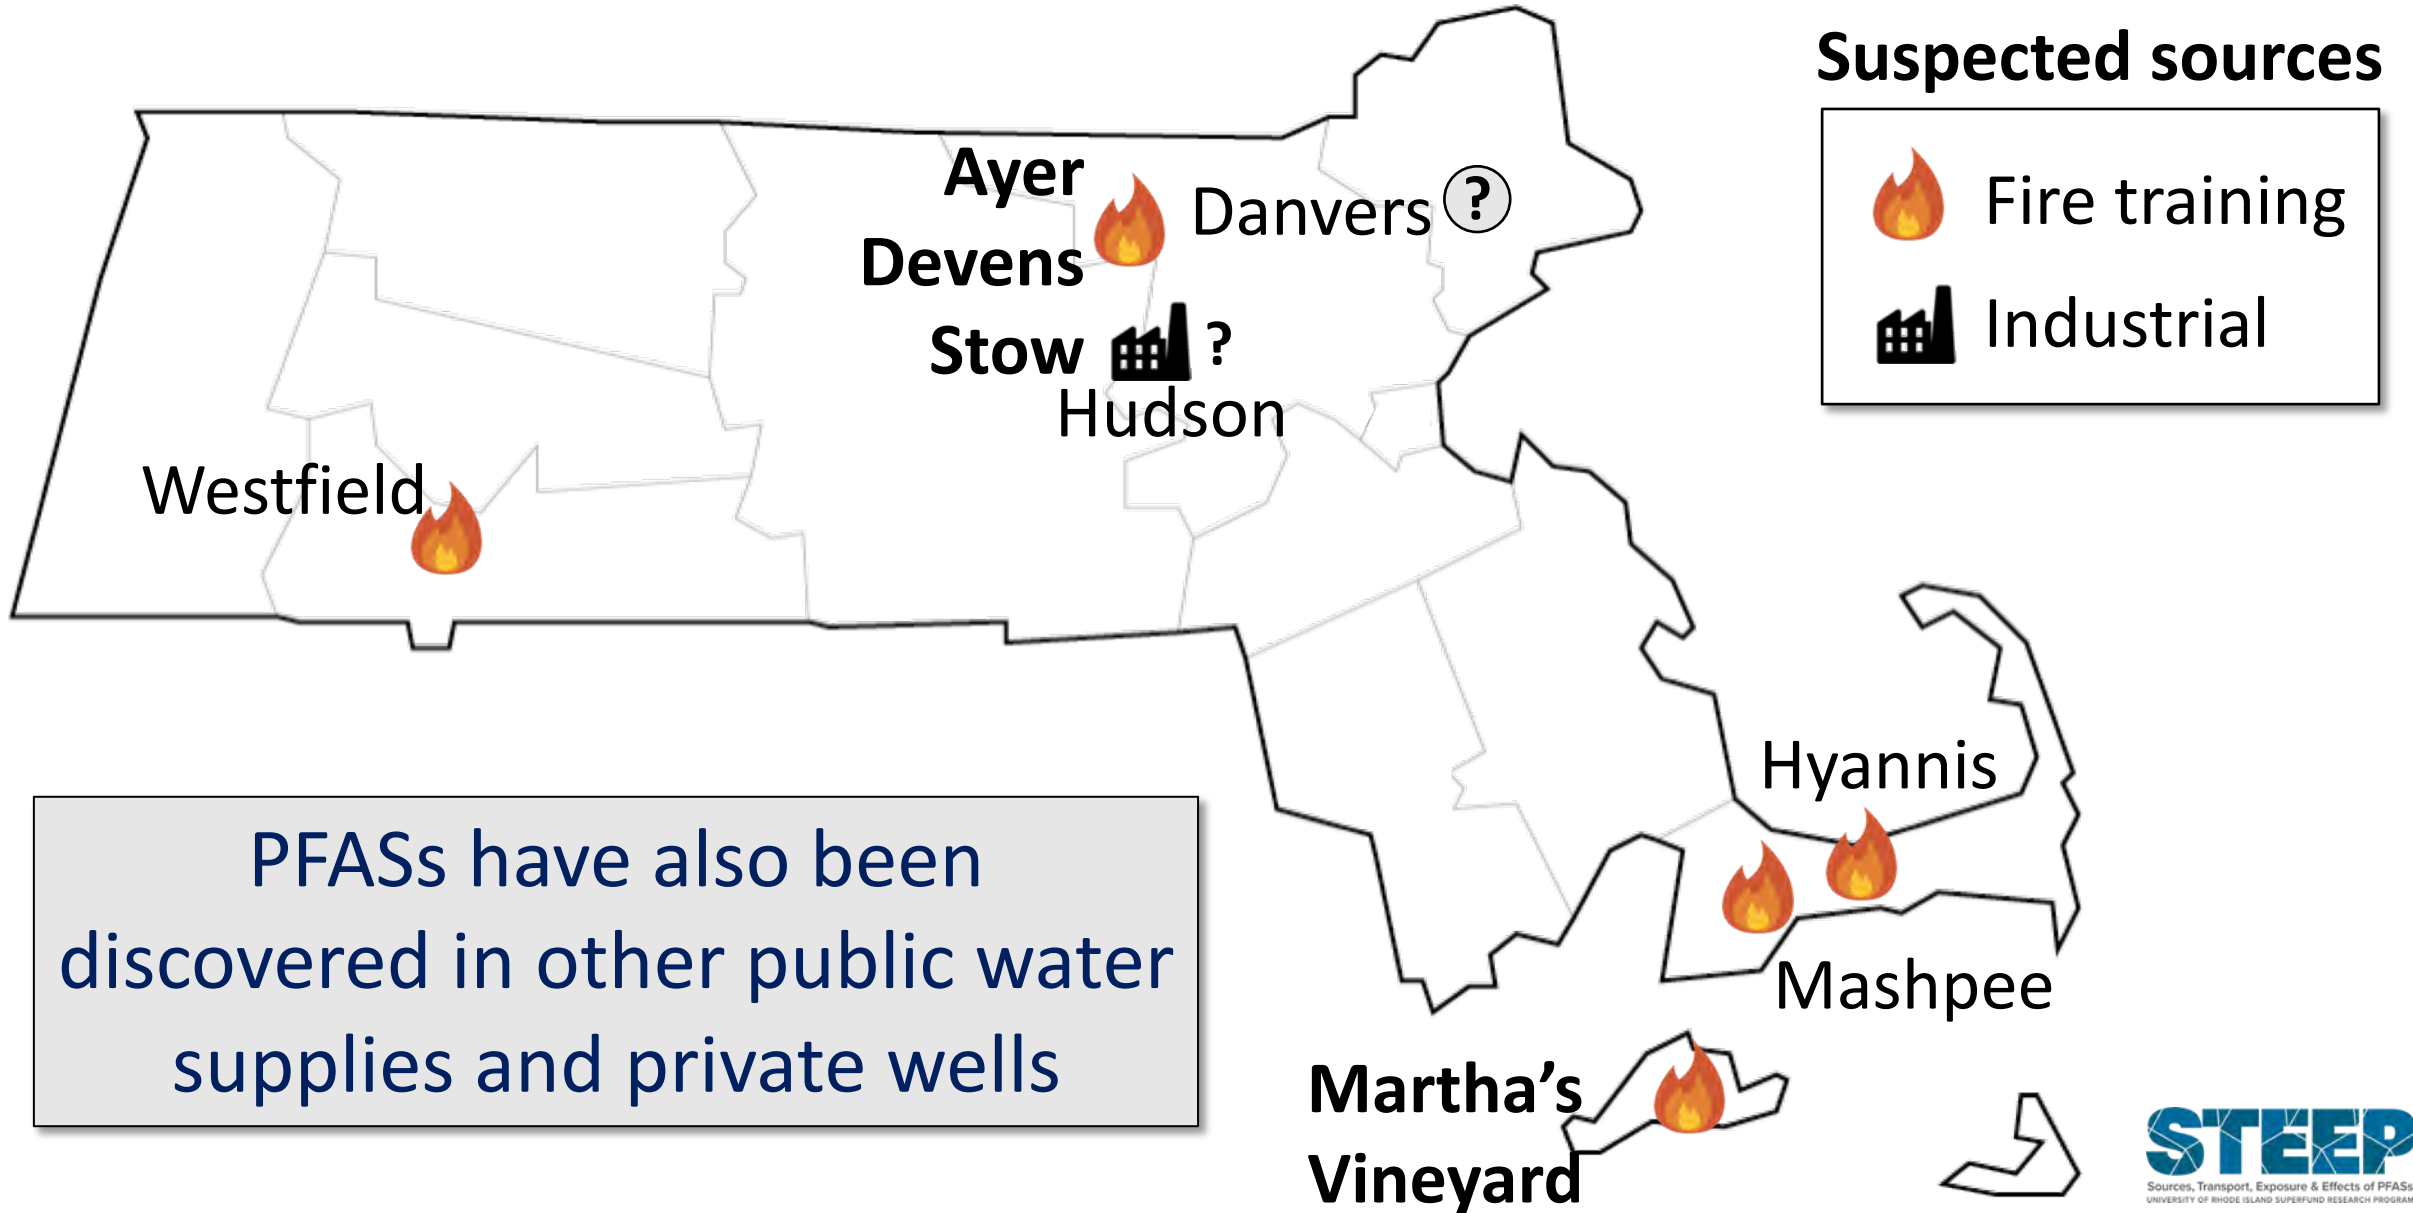 Suspected sources
Fire training
Industrial
Ayer
Devens
Stow
?
Hudson
Danvers
?
Westfield
Hyannis
Mashpee
Martha’s
Vineyard
PFASs have also been
discovered in other public water
supplies and private wells
STEEP
Sources, Transport, Exposure & Effects of PFASs
UNIVERSITY OF RHODE ISLAND SUPERFUND RESEARCH PROGRAM